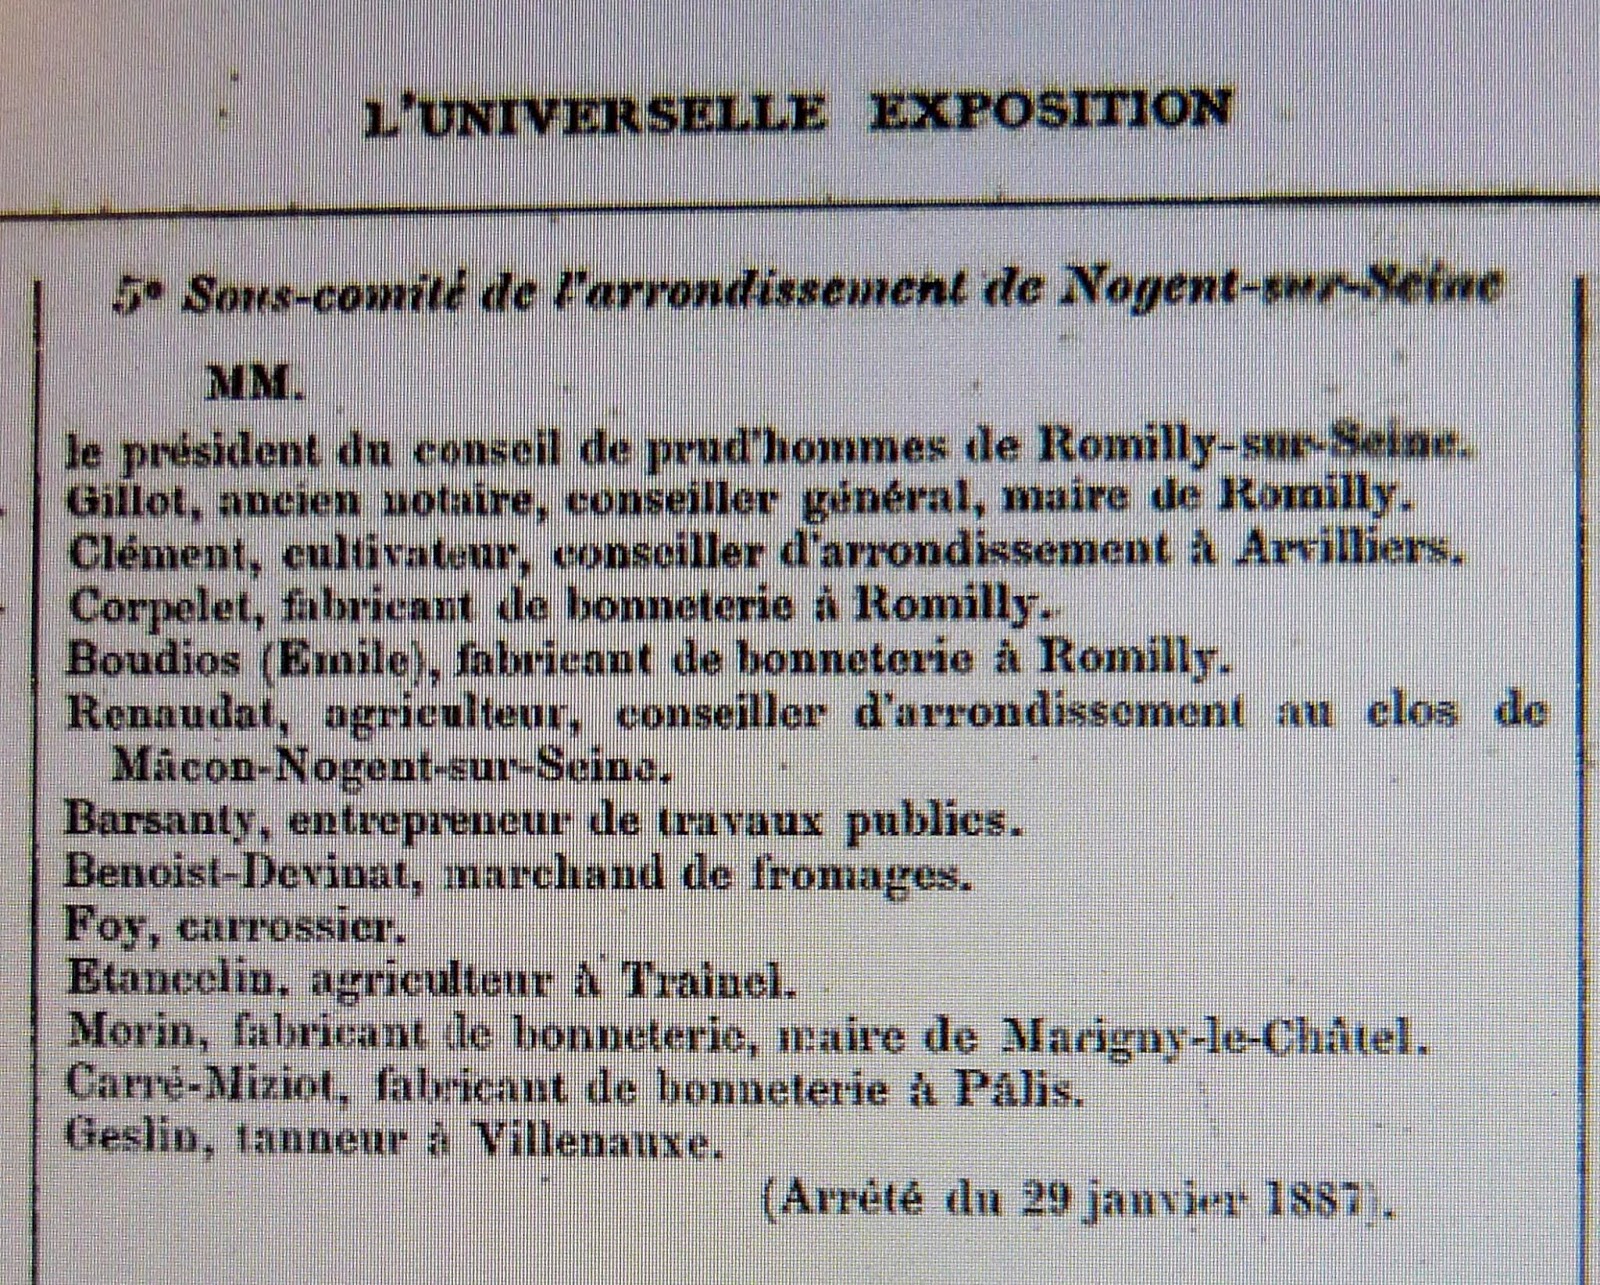 L'UNIVERSELLE EXPOSITION
5e Sous-comité de l'arrondissement de Nogent-sur-Seine
MM.
le président du conseil de prud'hommes de Romilly-sur-Seine.
Gillot, ancien notaire, conseiller général, maire de Romilly.
Clément, cultivateur, conseiller d'arrondissement à Arvilliers.
Corpelet, fabricant de bonneterie à Romilly.
Boudios (Emile), fabricant de bonneterie à Romilly.
Renaudat, agriculteur, conseiller d'arrondissement au clos de
Mâcon-Nogent-sur-Seine.
Barsanty, entrepreneur de travaux publics.
Benoist-Devinat, marchand de fromages.
Foy, carrossier.
Etancelin, agriculteur à Trainel.
Morin, fabricant de bonneterie, maire de Marigny-le-Châtel.
Carré-Miziot, fabricant de bonneterie à Pâlis.
Geslin, tanneur à Villenauxe.
(Arrêté du 29 janvier 1887).